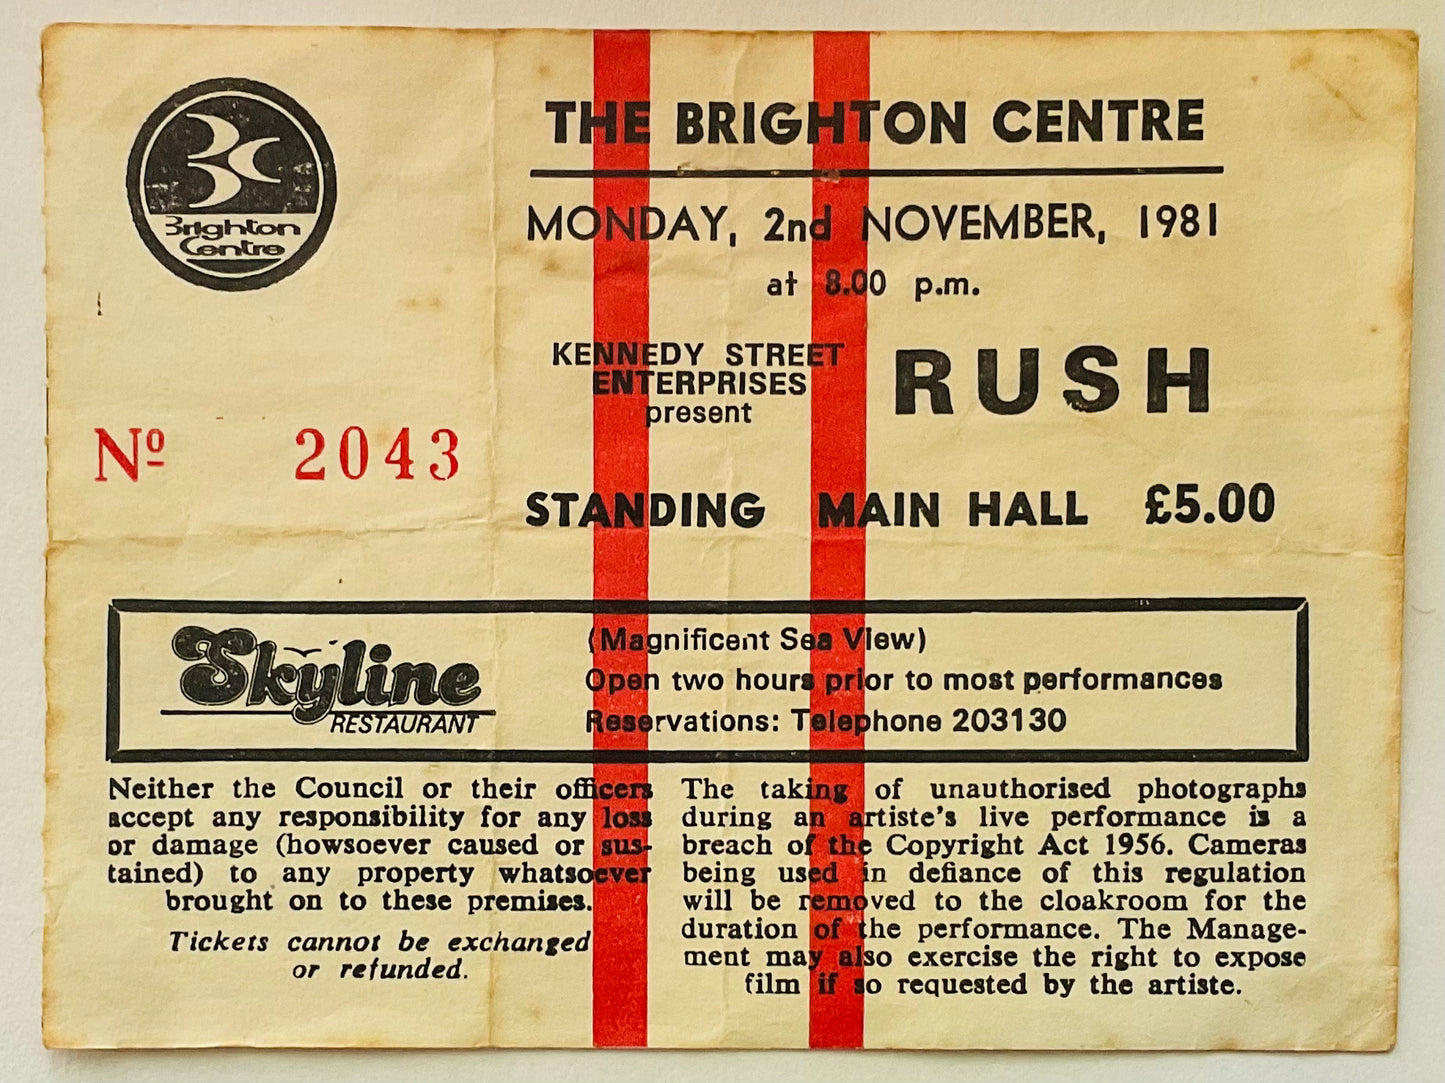 Brighton
Centre
THE BRIGHTON CENTRE
MONDAY, 2nd NOVEMBER, 1981
at 8.00 p.m.
KENNEDY STREET
ENTERPRISES
present
RUSH
Nº 2043
STANDING MAIN HALL £5.00
Skyline
RESTAURANT
(Magnificent Sea View)
Open two hours prior to most performances
Reservations: Telephone 203130
Neither the Council or their officers
accept any responsibility for any loss
or damage (howsoever caused or sus-
tained) to any property whatsoever
brought on to these premises.
Tickets cannot be exchanged
or refunded.
The taking of unauthorised photographs
during an artiste's live performance is a
breach of the Copyright Act 1956. Cameras
being used in defiance of this regulation
will be removed to the cloakroom for the
duration of the performance. The Manage-
ment may also exercise the right to expose
film if so requested by the artiste.